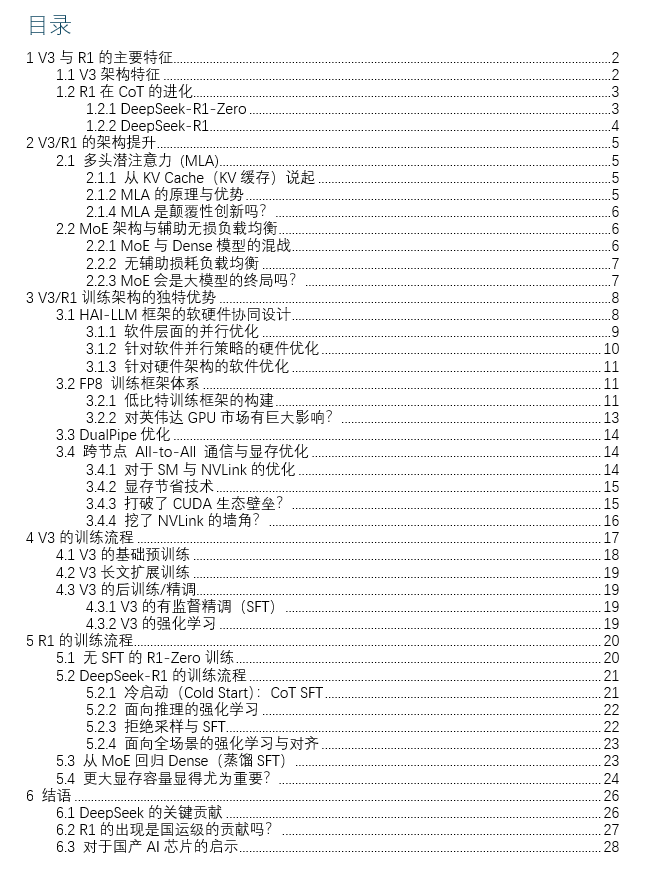 目录
1 V3 与 R1 的主要特征 2
1.1 V3 架构特征 2
1.2 R1 在 CoT 的进化 3
1.2.1 DeepSeek-R1-Zero 3
1.2.2 DeepSeek-R1 4
2 V3/R1 的架构提升 5
2.1 多头潜注意力 (MLA) 5
2.1.1 从 KV Cache（KV 缓存）说起 5
2.1.2 MLA 的原理与优势 5
2.1.4 MLA 是颠覆性创新吗？ 6
2.2 MoE 架构与辅助无损负载均衡 6
2.2.1 MoE 与 Dense 模型的混战 6
2.2.2 无辅助损耗负载均衡 7
2.2.3 MoE 会是大模型的终局吗？ 7
3 V3/R1 训练架构的独特优势 8
3.1 HAI-LLM 框架的软硬件协同设计 8
3.1.1 软件层面的并行优化 9
3.1.2 针对软件并行策略的硬件优化 10
3.1.3 针对硬件架构的软件优化 11
3.2 FP8 训练框架体系 11
3.2.1 低比特训练框架的构建 11
3.2.2 对英伟达 GPU 市场有巨大影响？ 13
3.3 DualPipe 优化 14
3.4 跨节点 All-to-All 通信与显存优化 14
3.4.1 对于 SM 与 NVLink 的优化 14
3.4.2 显存节省技术 15
3.4.3 打破了 CUDA 生态壁垒？ 15
3.4.4 挖了 NVLink 的墙角？ 16
4 V3 的训练流程 17
4.1 V3 的基础预训练 18
4.2 V3 长文扩展训练 19
4.3 V3 的后训练/精调 19
4.3.1 V3 的有监督精调（SFT） 19
4.3.2 V3 的强化学习 19
5 R1 的训练流程 20
5.1 无 SFT 的 R1-Zero 训练 20
5.2 DeepSeek-R1 的训练流程 21
5.2.1 冷启动（Cold Start）：CoT SFT 21
5.2.2 面向推理的强化学习 22
5.2.3 拒绝采样与 SFT 22
5.2.4 面向全场景的强化学习与对齐 23
5.3 从 MoE 回归 Dense（蒸馏 SFT） 23
5.4 更大显存容量显得尤为重要？ 24
6 结语 26
6.1 DeepSeek 的关键贡献 26
6.2 R1 的出现是国运级的贡献吗？ 27
6.3 对于国产 AI 芯片的启示 28